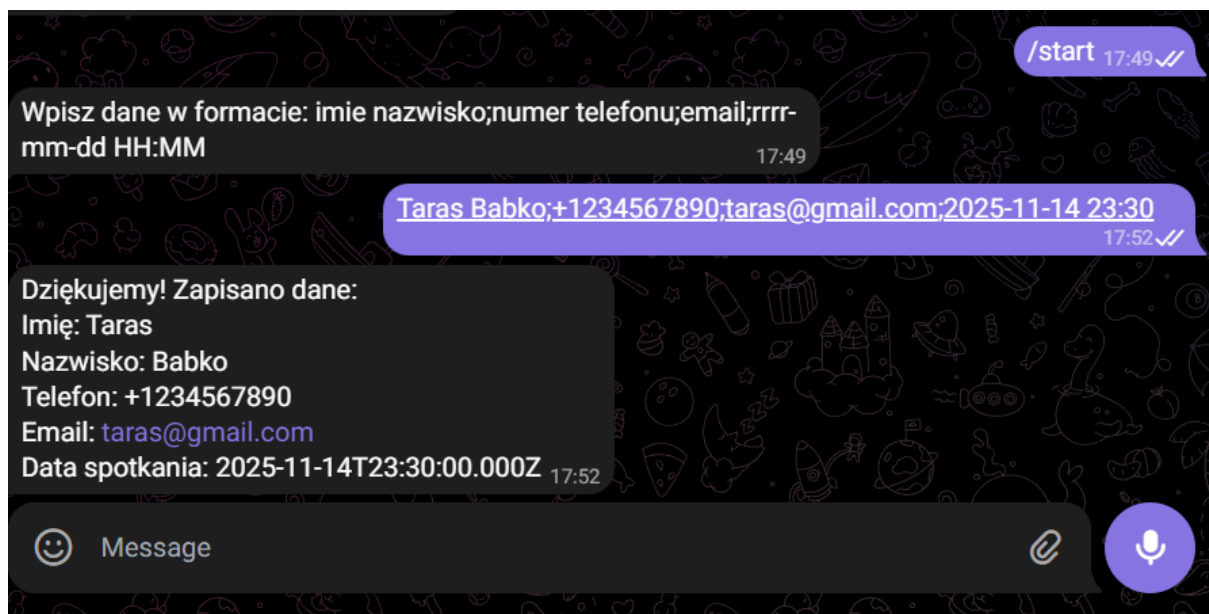 /start 17:49
Wpisz dane w formacie: imie nazwisko;numer telefonu;email;rrrr-
mm-dd HH:MM
17:49
Taras Babko;+1234567890;taras@gmail.com;2025-11-14 23:30
17:52
Dziękujemy! Zapisano dane:
Imię: Taras
Nazwisko: Babko
Telefon: +1234567890
Email: taras@gmail.com
Data spotkania: 2025-11-14T23:30:00.000Z 17:52
Message